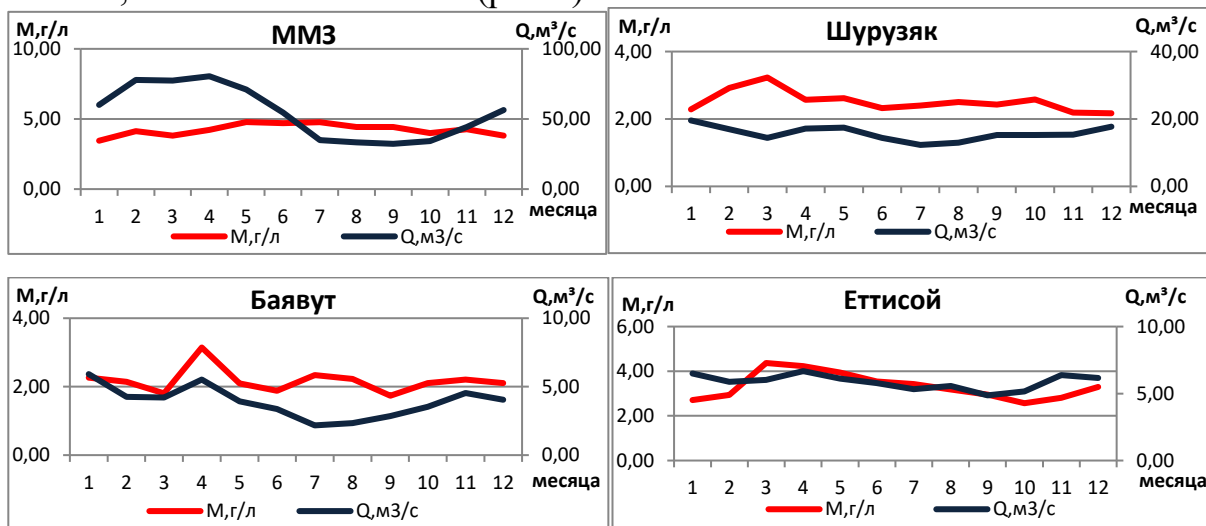 М,г/л ММЗ Q,м³/с
10,00 100,00
5,00 50,00
0,00 0,00
1 2 3 4 5 6 7 8 9 10 11 12
месяца
М,г/л Q,м3/с
М,г/л Шурузяк Q,м³/с
4,00 40,00
2,00 20,00
0,00 0,00
1 2 3 4 5 6 7 8 9 10 11 12
месяца
М,г/л Q,м3/с
М,г/л Баявут Q,м³/с
4,00 10,00
2,00 5,00
0,00 0,00
1 2 3 4 5 6 7 8 9 10 11 12
месяца
М,г/л Q,м3/с
М,г/л Еттисой Q,м³/с
6,00 10,00
4,00
2,00 5,00
0,00 0,00
1 2 3 4 5 6 7 8 9 10 11 12
месяца
М,г/л Q,м3/с